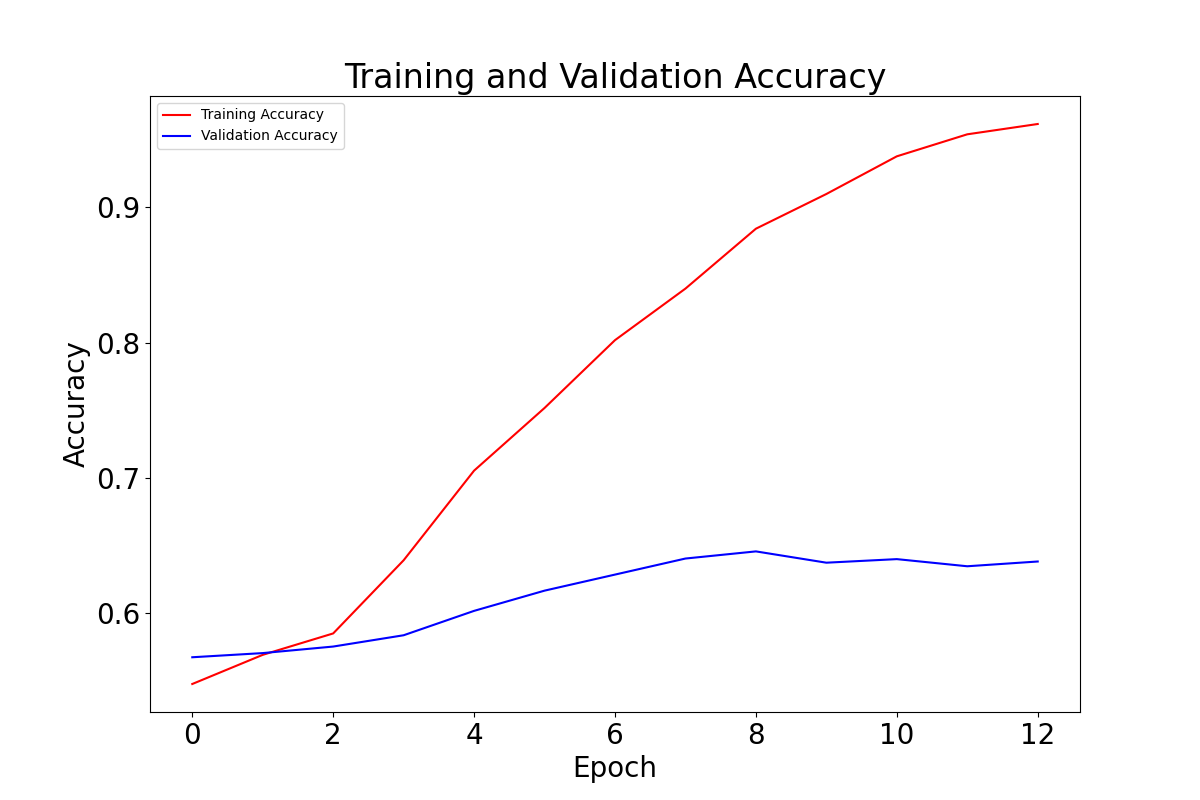 Training and Validation Accuracy
Training Accuracy
Validation Accuracy
0.9
0.8
0.7
0.6
Accuracy
0 2 4 6 8 10 12
Epoch